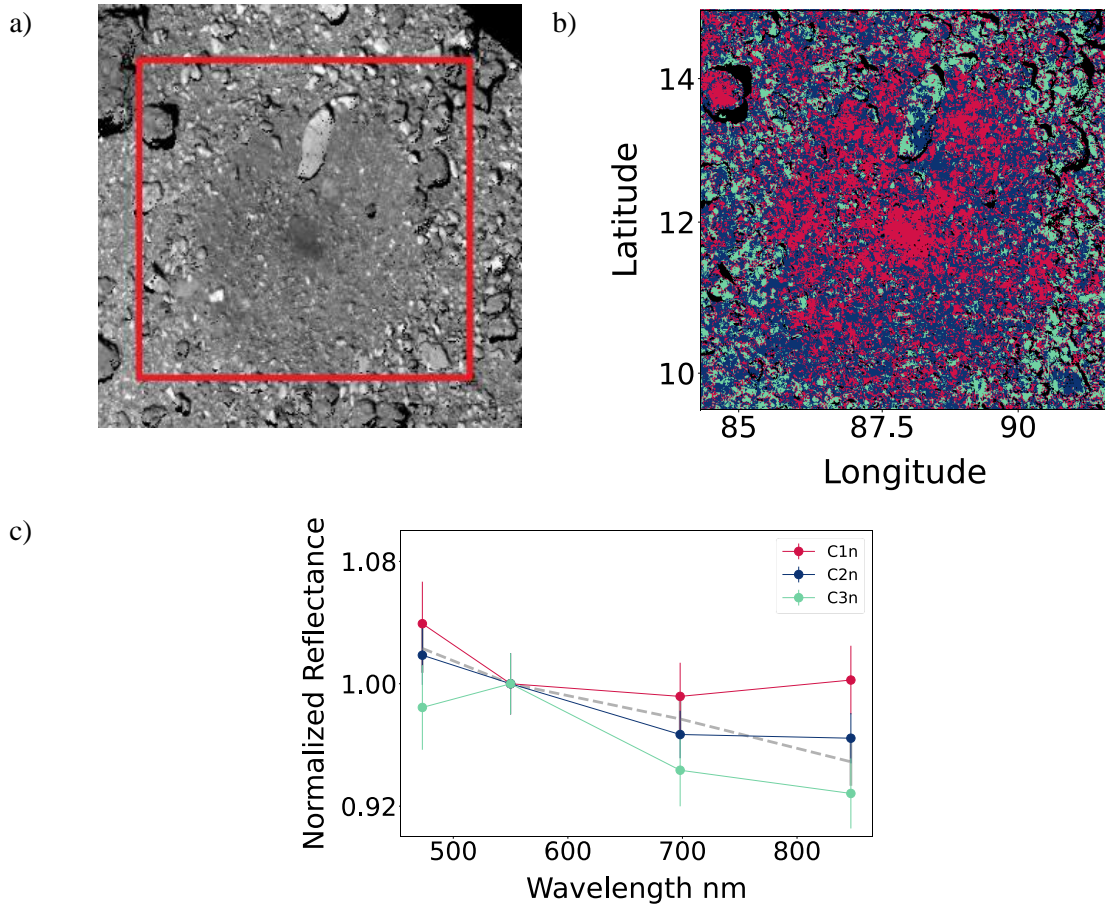 a)
b)
14
12
10
Latitude
85
87.5
90
Longitude
c)
1.08
1.00
0.92
Normalized Reflectance
C1n
C2n
C3n
500
600
700
800
Wavelength nm